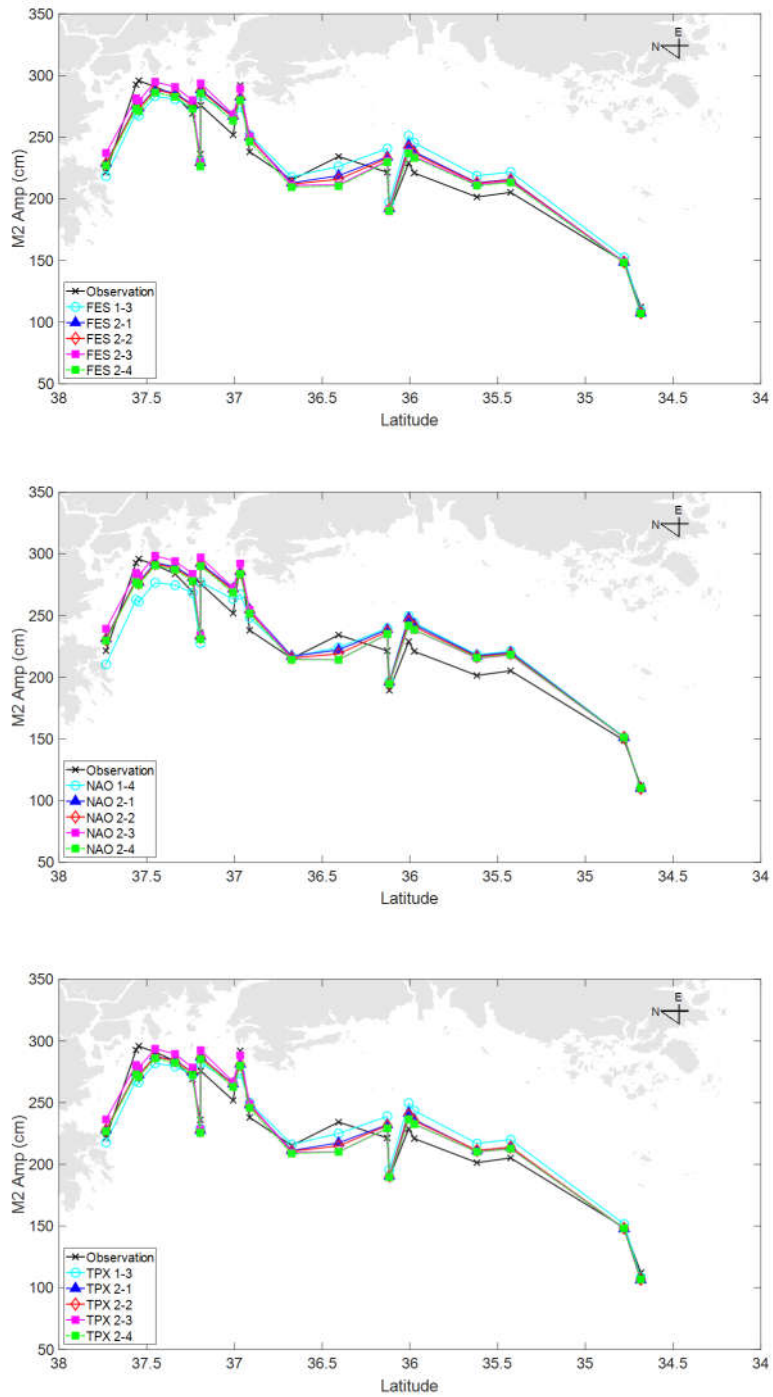 350
300
250
200
150
100
50
M2 Amp (cm)
E
N
Observation
FES 1-3
FES 2-1
FES 2-2
FES 2-3
FES 2-4
38 37.5 37 36.5 36 35.5 35 34.5 34
Latitude
350
300
250
200
150
100
50
M2 Amp (cm)
E
N
Observation
NAO 1-4
NAO 2-1
NAO 2-2
NAO 2-3
NAO 2-4
38 37.5 37 36.5 36 35.5 35 34.5 34
Latitude
350
300
250
200
150
100
50
M2 Amp (cm)
E
N
Observation
TPX 1-3
TPX 2-1
TPX 2-2
TPX 2-3
TPX 2-4
38 37.5 37 36.5 36 35.5 35 34.5 34
Latitude